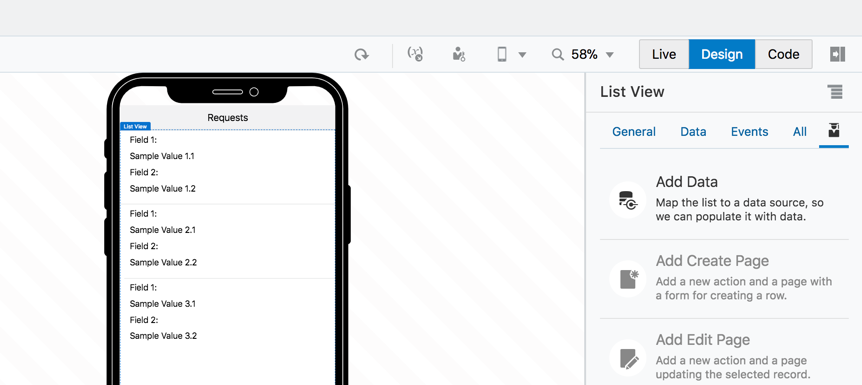 58%
Live
Design
Code
Requests
List View
Field 1:
Sample Value 1.1
Field 2:
Sample Value 1.2
Field 1:
Sample Value 2.1
Field 2:
Sample Value 2.2
Field 1:
Sample Value 3.1
Field 2:
Sample Value 3.2
List View
General
Data
Events
All
Add Data
Map the list to a data source, so
we can populate it with data.
Add Create Page
Add a new action and a page with
a form for creating a row.
Add Edit Page
Add a new action and a page
updating the selected record.